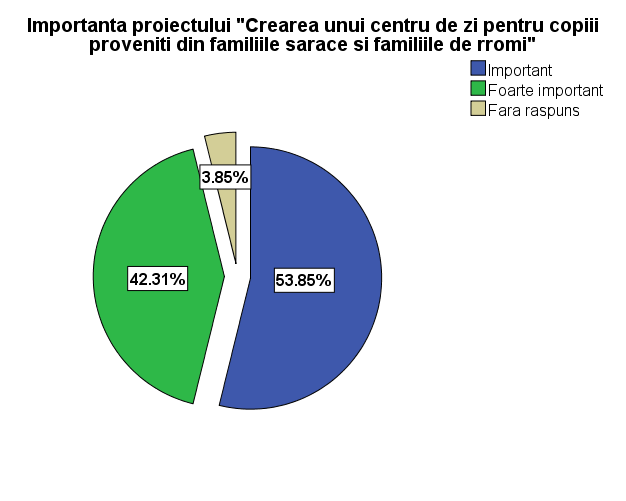 Importanta proiectului "Crearea unui centru de zi pentru copiii
proveniti din familiile sarace si familiile de rromi"
Important
Foarte important
Fara raspuns
3.85%
42.31%
53.85%